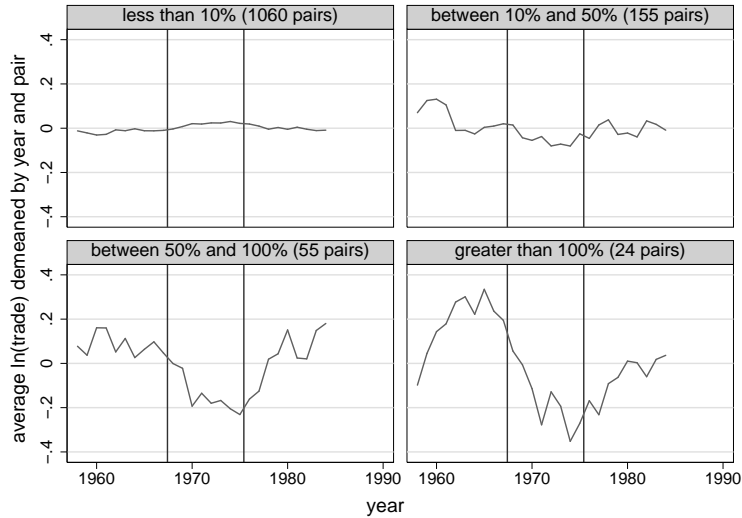 less than 10% (1060 pairs)
between 10% and 50% (155 pairs)
.4
.2
0
-.2
-.4
between 50% and 100% (55 pairs)
greater than 100% (24 pairs)
.4
.2
0
-.2
-.4
1960 1970 1980 1990
1960 1970 1980 1990
average ln(trade) demeaned by year and pair
year